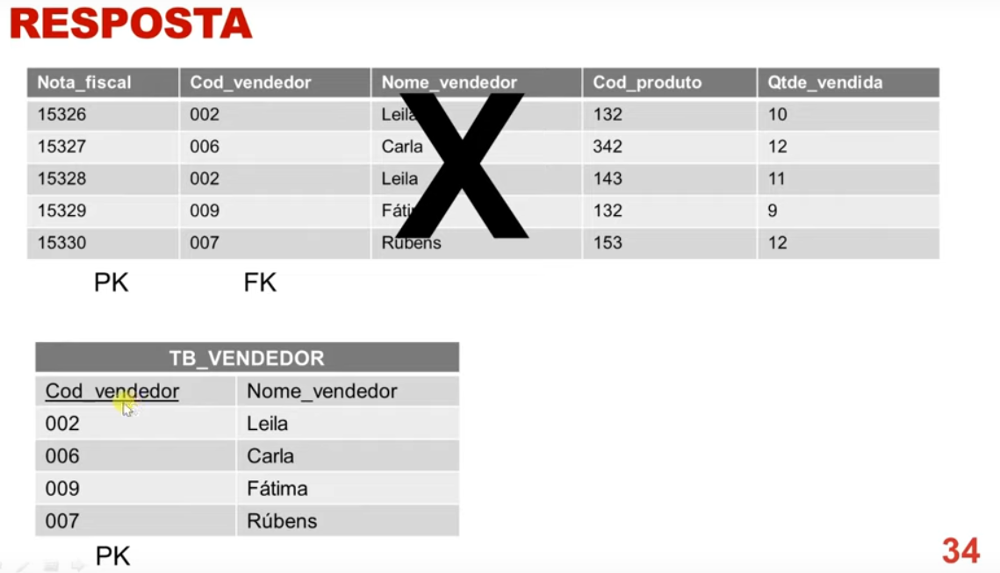 RESPOSTA
Nota_fiscal Cod_vendedor Nome_vendedor Cod_produto Qtde_vendida
15326 002 Leila 132 10
15327 006 Carla 342 12
15328 002 Leila 143 11
15329 009 Fáti 132 9
15330 007 Rúbens 153 12
X
PK FK
TB_VENDEDOR
Cod_vendedor Nome_vendedor
002 Leila
006 Carla
009 Fátima
007 Rúbens
PK
34